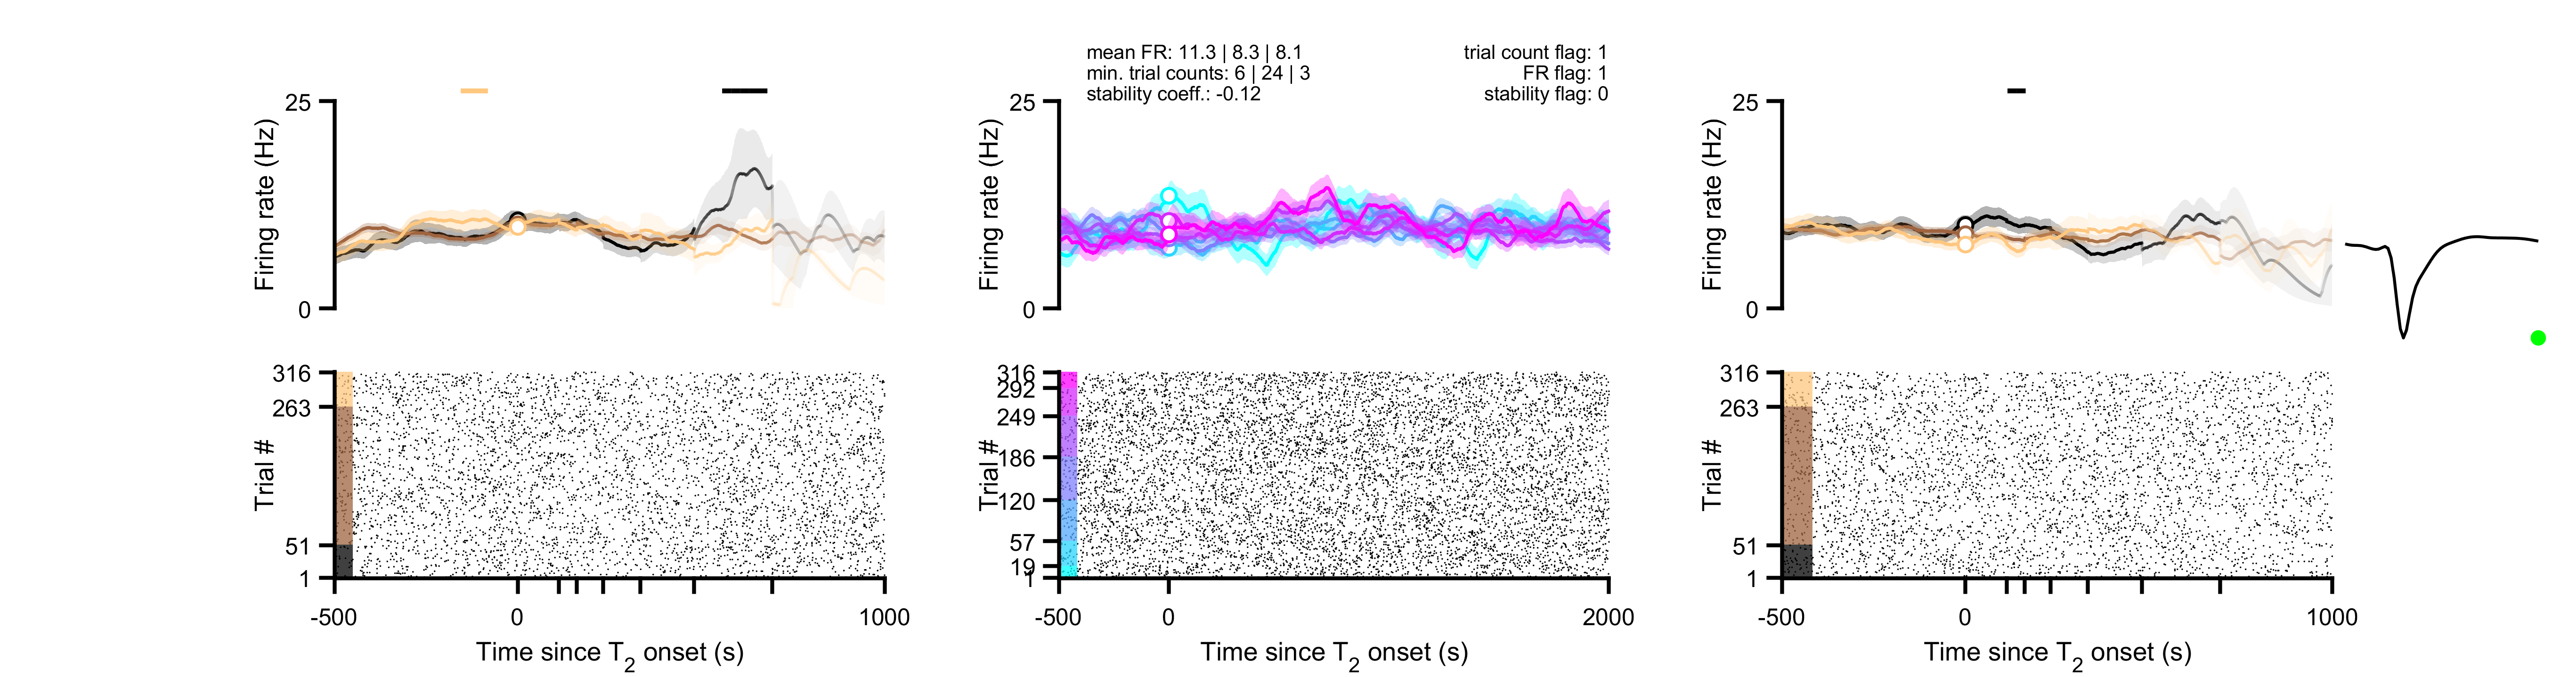 mean FR: 11.3 | 8.3 | 8.1
min. trial counts: 6 | 24 | 3
stability coeff.: -0.12
trial count flag: 1
FR flag: 1
stability flag: 0
25
Firing rate (Hz)
0
316
263
Trial #
51
1
-500
0
1000
Time since T2 onset (s)
25
Firing rate (Hz)
0
316
292
249
186
Trial #
120
57
19
1
-500
0
2000
Time since T2 onset (s)
25
Firing rate (Hz)
0
316
263
Trial #
51
1
-500
0
1000
Time since T2 onset (s)